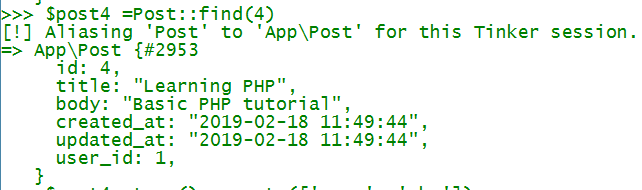 >>> $post4 =Post::find(4)
[!] Aliasing 'Post' to 'App\Post' for this Tinker session.
=> App\Post {#2953
id: 4,
title: "Learning PHP",
body: "Basic PHP tutorial",
created_at: "2019-02-18 11:49:44",
updated_at: "2019-02-18 11:49:44",
user_id: 1,
}